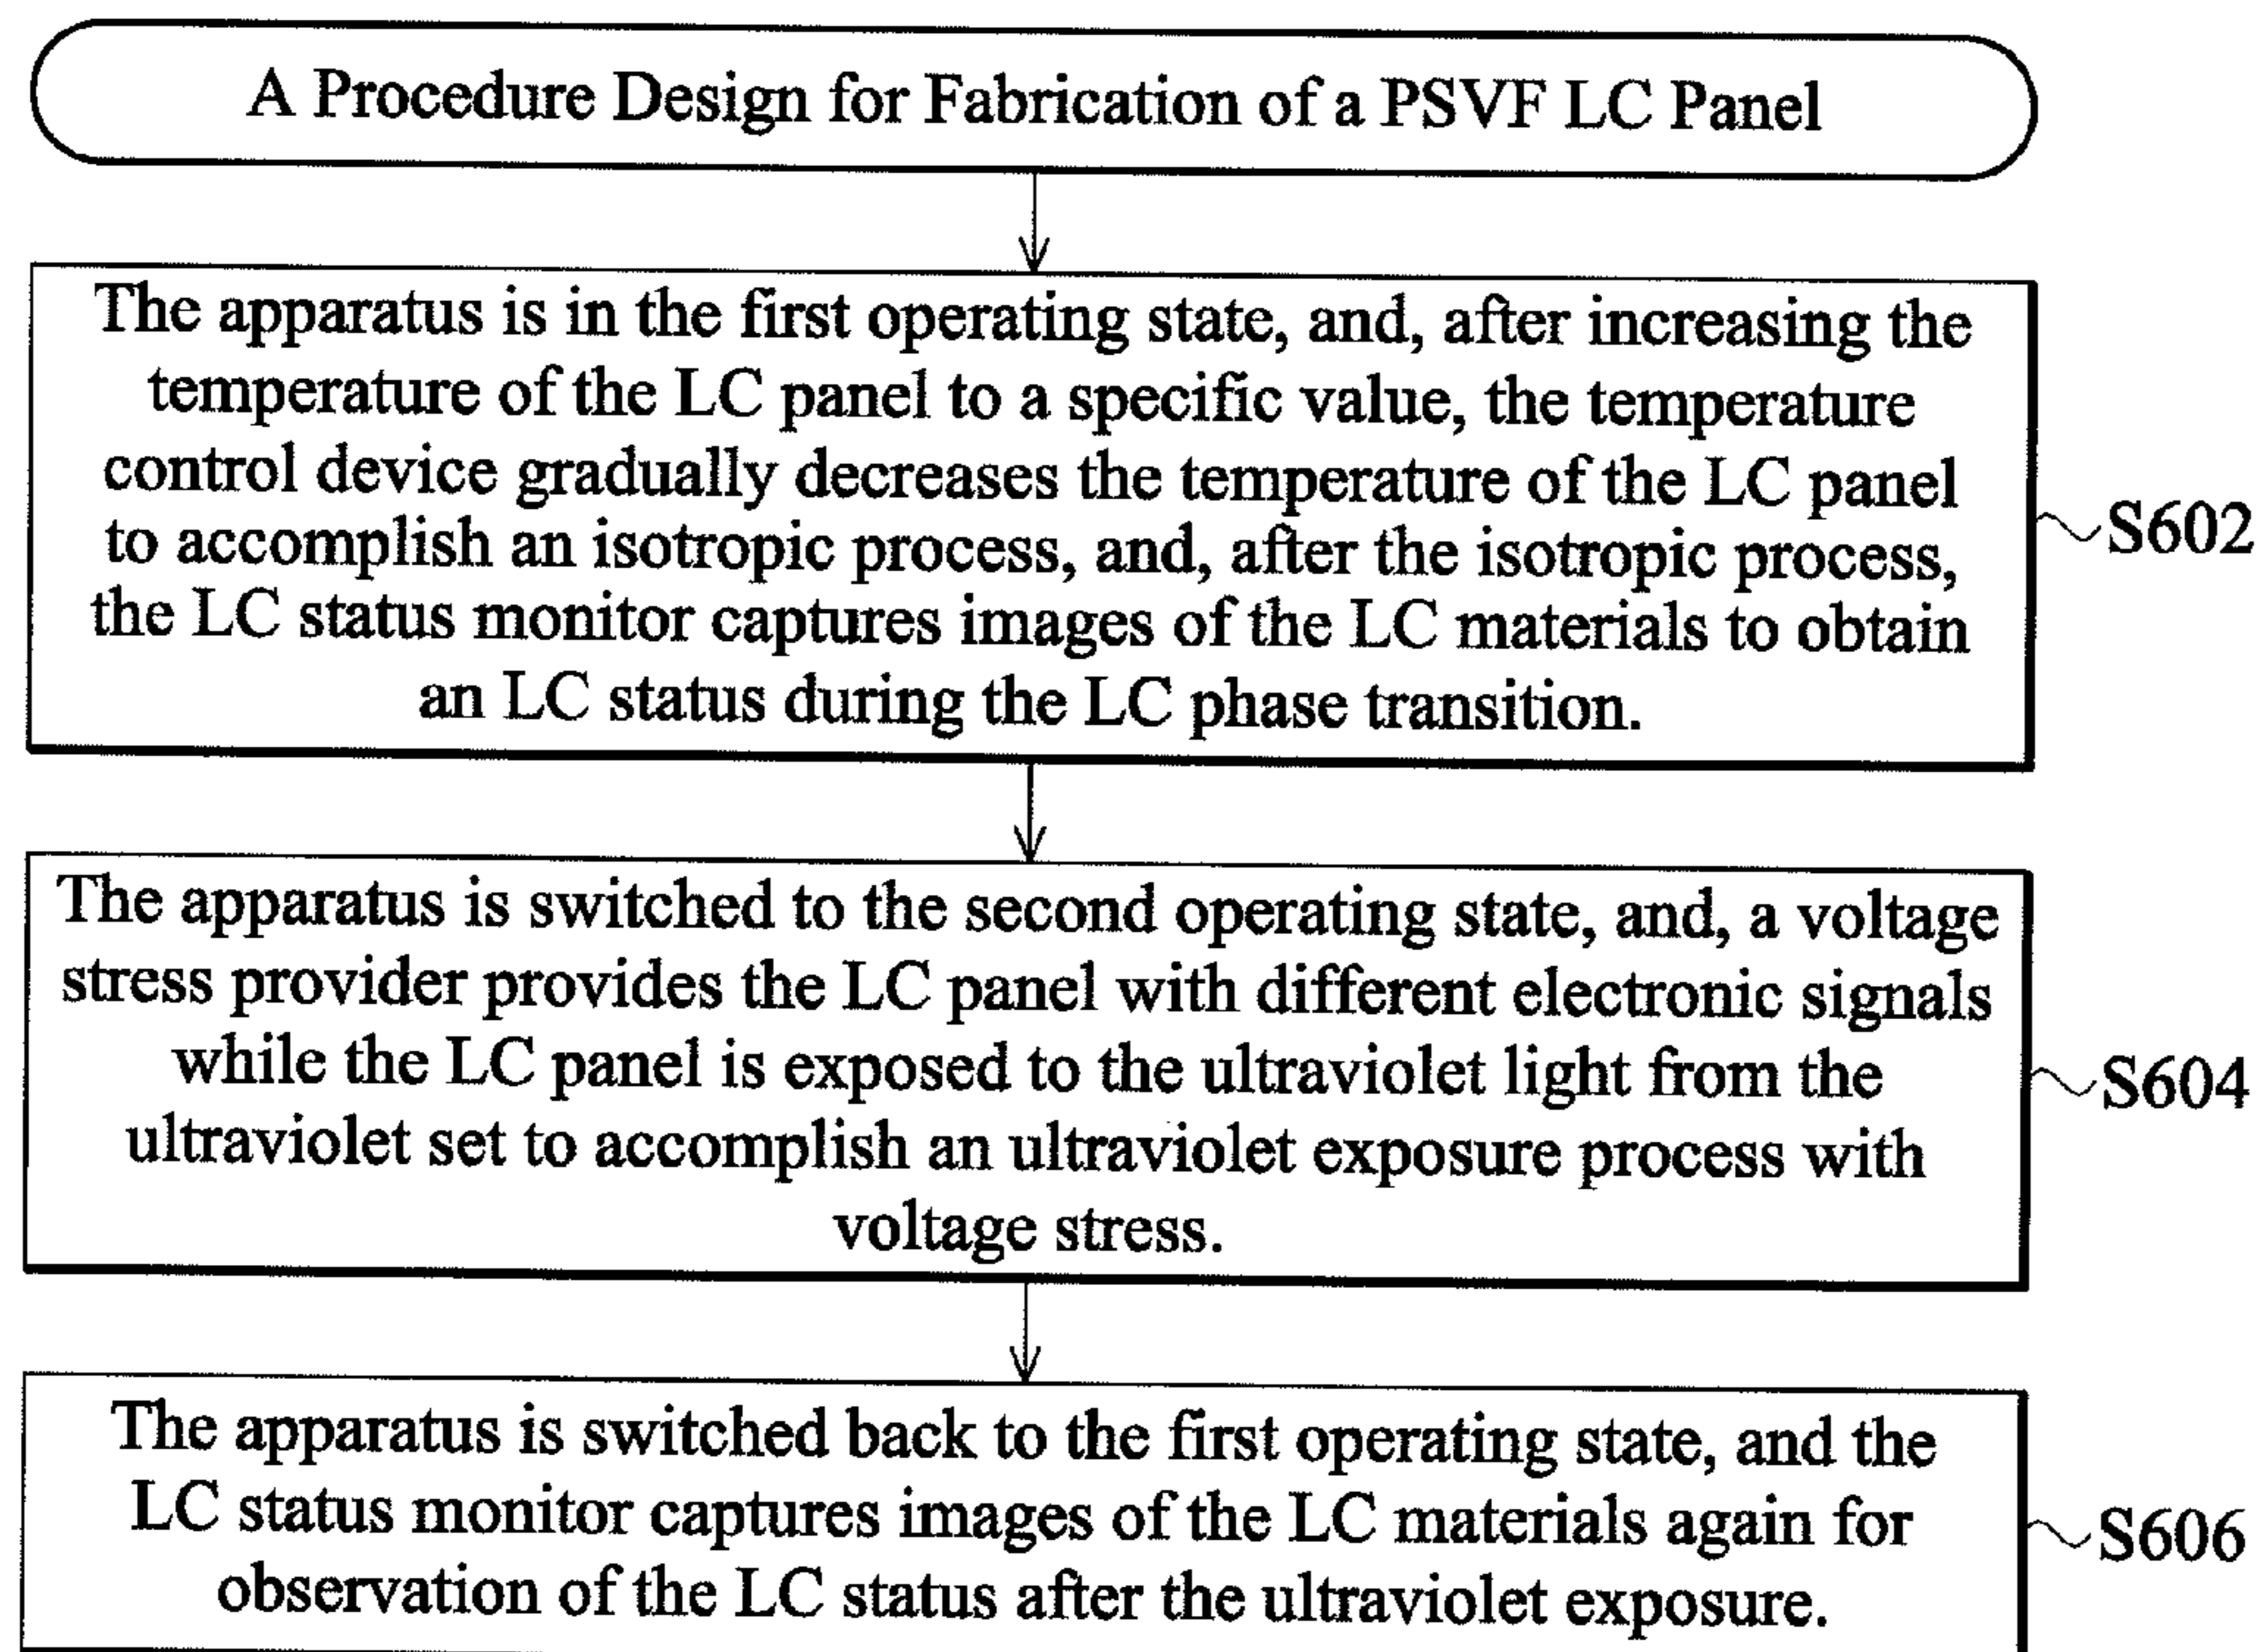 A Procedure Design for Fabrication of a PSVF LC Panel
The apparatus is in the first operating state, and, after increasing the
temperature of the LC panel to a specific value, the temperature
control device gradually decreases the temperature of the LC panel
to accomplish an isotropic process, and, after the isotropic process,
the LC status monitor captures images of the LC materials to obtain
an LC status during the LC phase transition.
S602
The apparatus is switched to the second operating state, and, a voltage
stress provider provides the LC panel with different electronic signals
while the LC panel is exposed to the ultraviolet light from the
ultraviolet set to accomplish an ultraviolet exposure process with
voltage stress.
S604
The apparatus is switched back to the first operating state, and the
LC status monitor captures images of the LC materials again for
observation of the LC status after the ultraviolet exposure.
S606